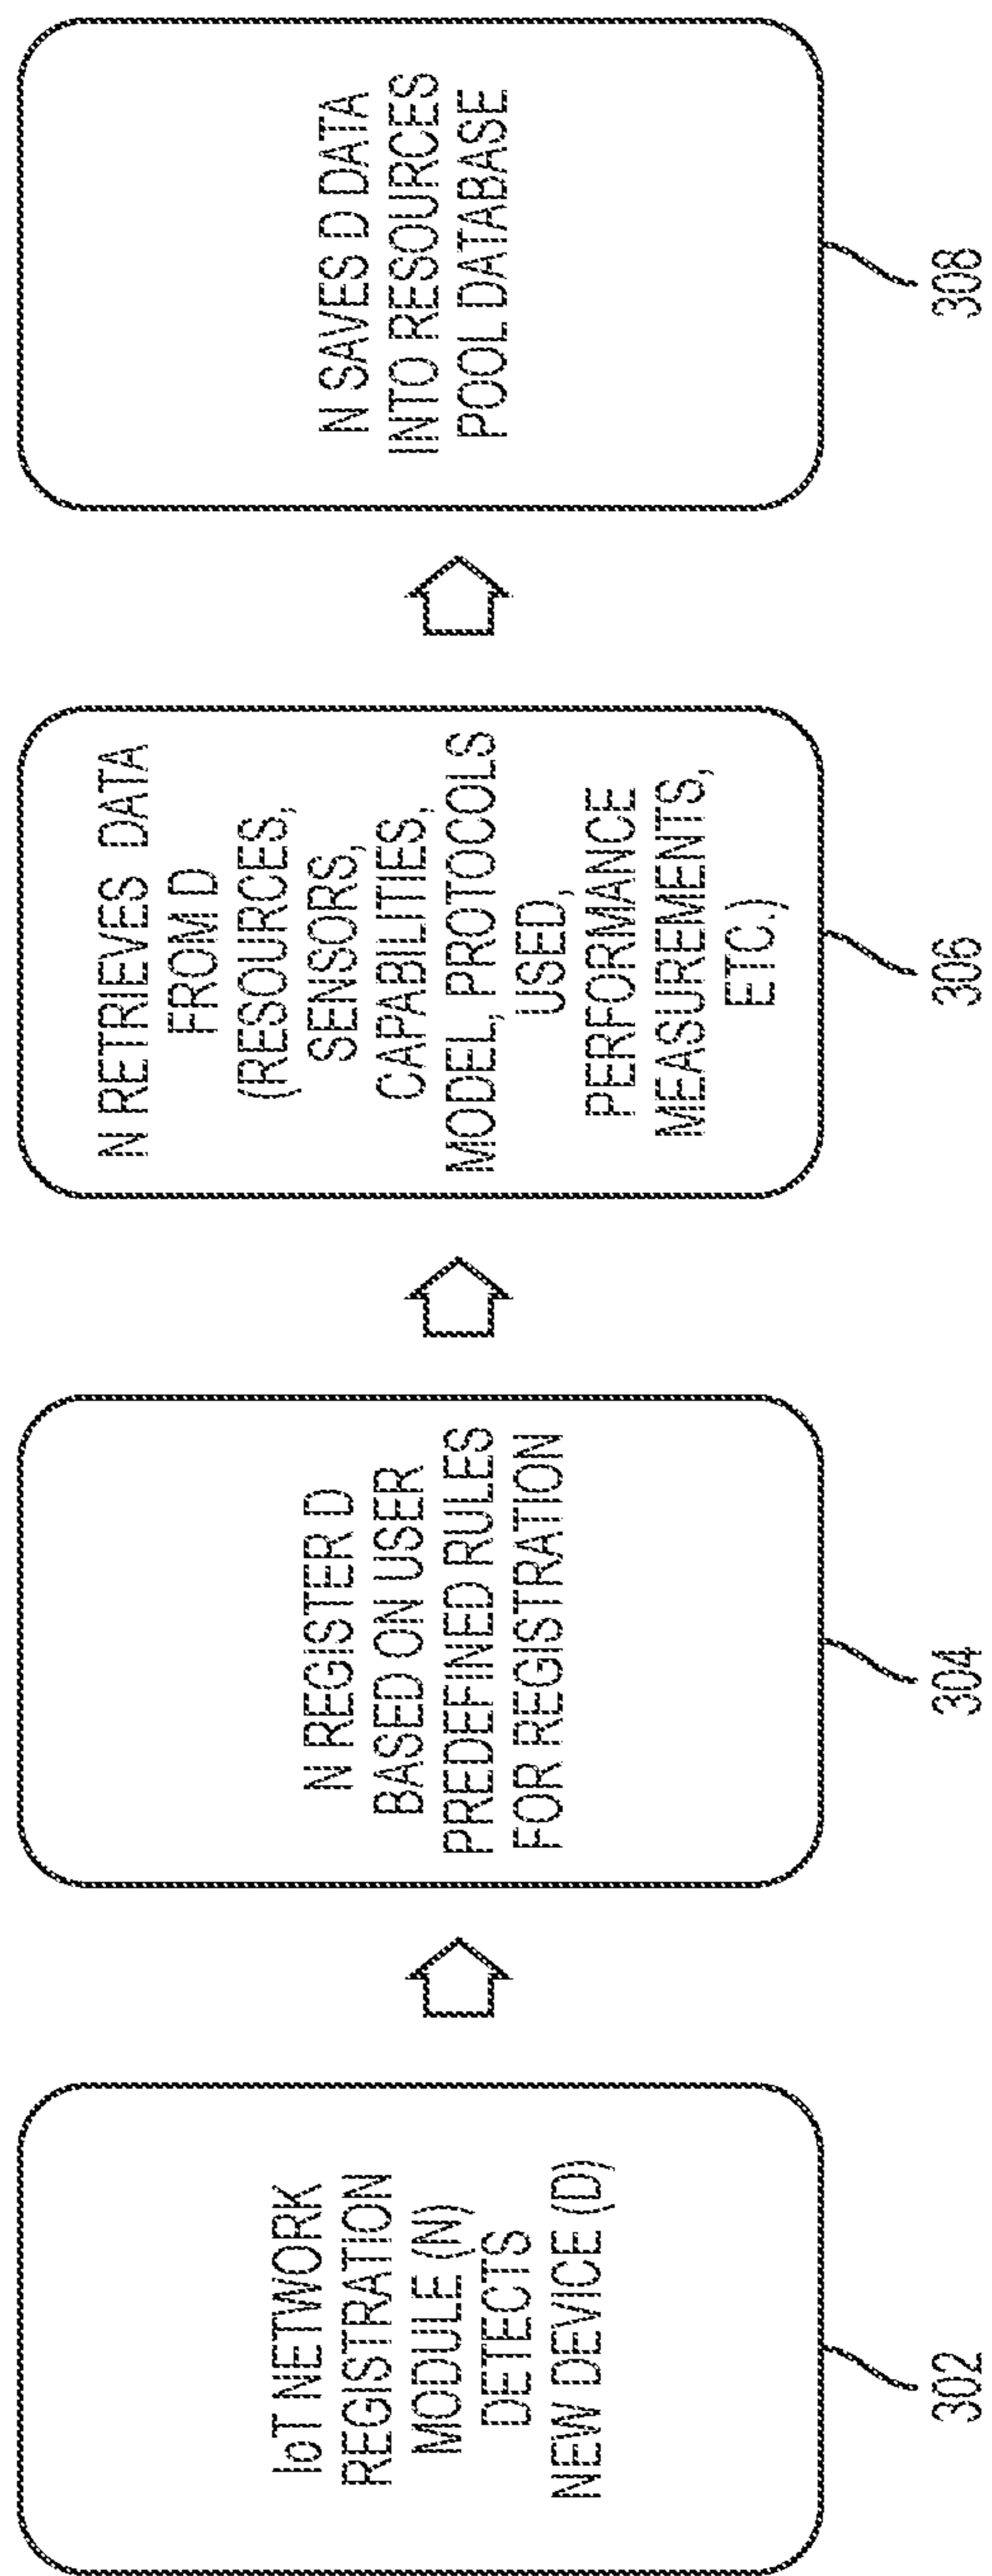 IoT NETWORK
REGISTRATION
MODULE (N)
DETECTS
NEW DEVICE (D)
302
N REGISTER D
BASED ON USER
PREDEFINED RULES
FOR REGISTRATION
304
N RETRIEVES DATA
FROM D
(RESOURCES,
SENSORS,
CAPABILITIES,
MODEL, PROTOCOLS
USED,
PERFORMANCE
MEASUREMENTS,
ETC.)
306
N SAVES D DATA
INTO RESOURCES
POOL DATABASE
308